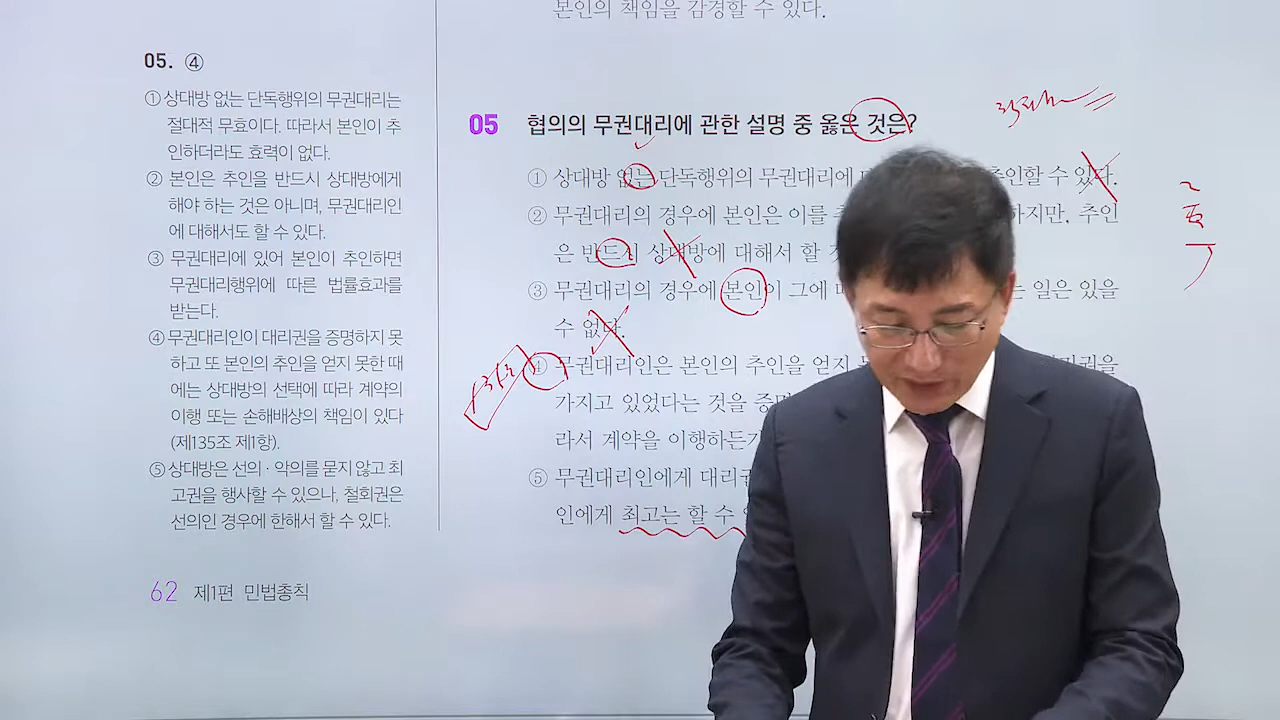 본인의 책임을 감경할 수 있다.
05. ④
① 상대방 없는 단독행위의 무권대리는
절대적 무효이다. 따라서 본인이 추
인하더라도 효력이 없다.
② 본인은 추인을 반드시 상대방에게
해야 하는 것은 아니며, 무권대리인
에 대해서도 할 수 있다.
③ 무권대리에 있어 본인이 추인하면
무권대리행위에 따른 법률효과를
받는다.
④ 무권대리인이 대리권을 증명하지 못
하고 또 본인의 추인을 얻지 못한 때
에는 상대방의 선택에 따라 계약의
이행 또는 손해배상의 책임이 있다
(제135조 제1항).
⑤ 상대방은 선의·악의를 묻지 않고 최
고권을 행사할 수 있으나, 철회권은
선의인 경우에 한해서 할 수 있다.
62 제1편 민법총칙
05 협의의 무권대리에 관한 설명 중 옳은 것은?
① 상대방 없는 단독행위의 무권대리에 추인할 수 있다.
② 무권대리의 경우에 본인은 이를 하지만, 추인
은 반드시 상대방에 대해서 할
③ 무권대리의 경우에 본인이 그에 일은 있을
수 없다.
④ 무권대리인은 본인의 추인을 얻지
가지고 있었다는 것을
라서 계약을 이행하든가
⑤ 무권대리인에게
인에게 최고는 할 수